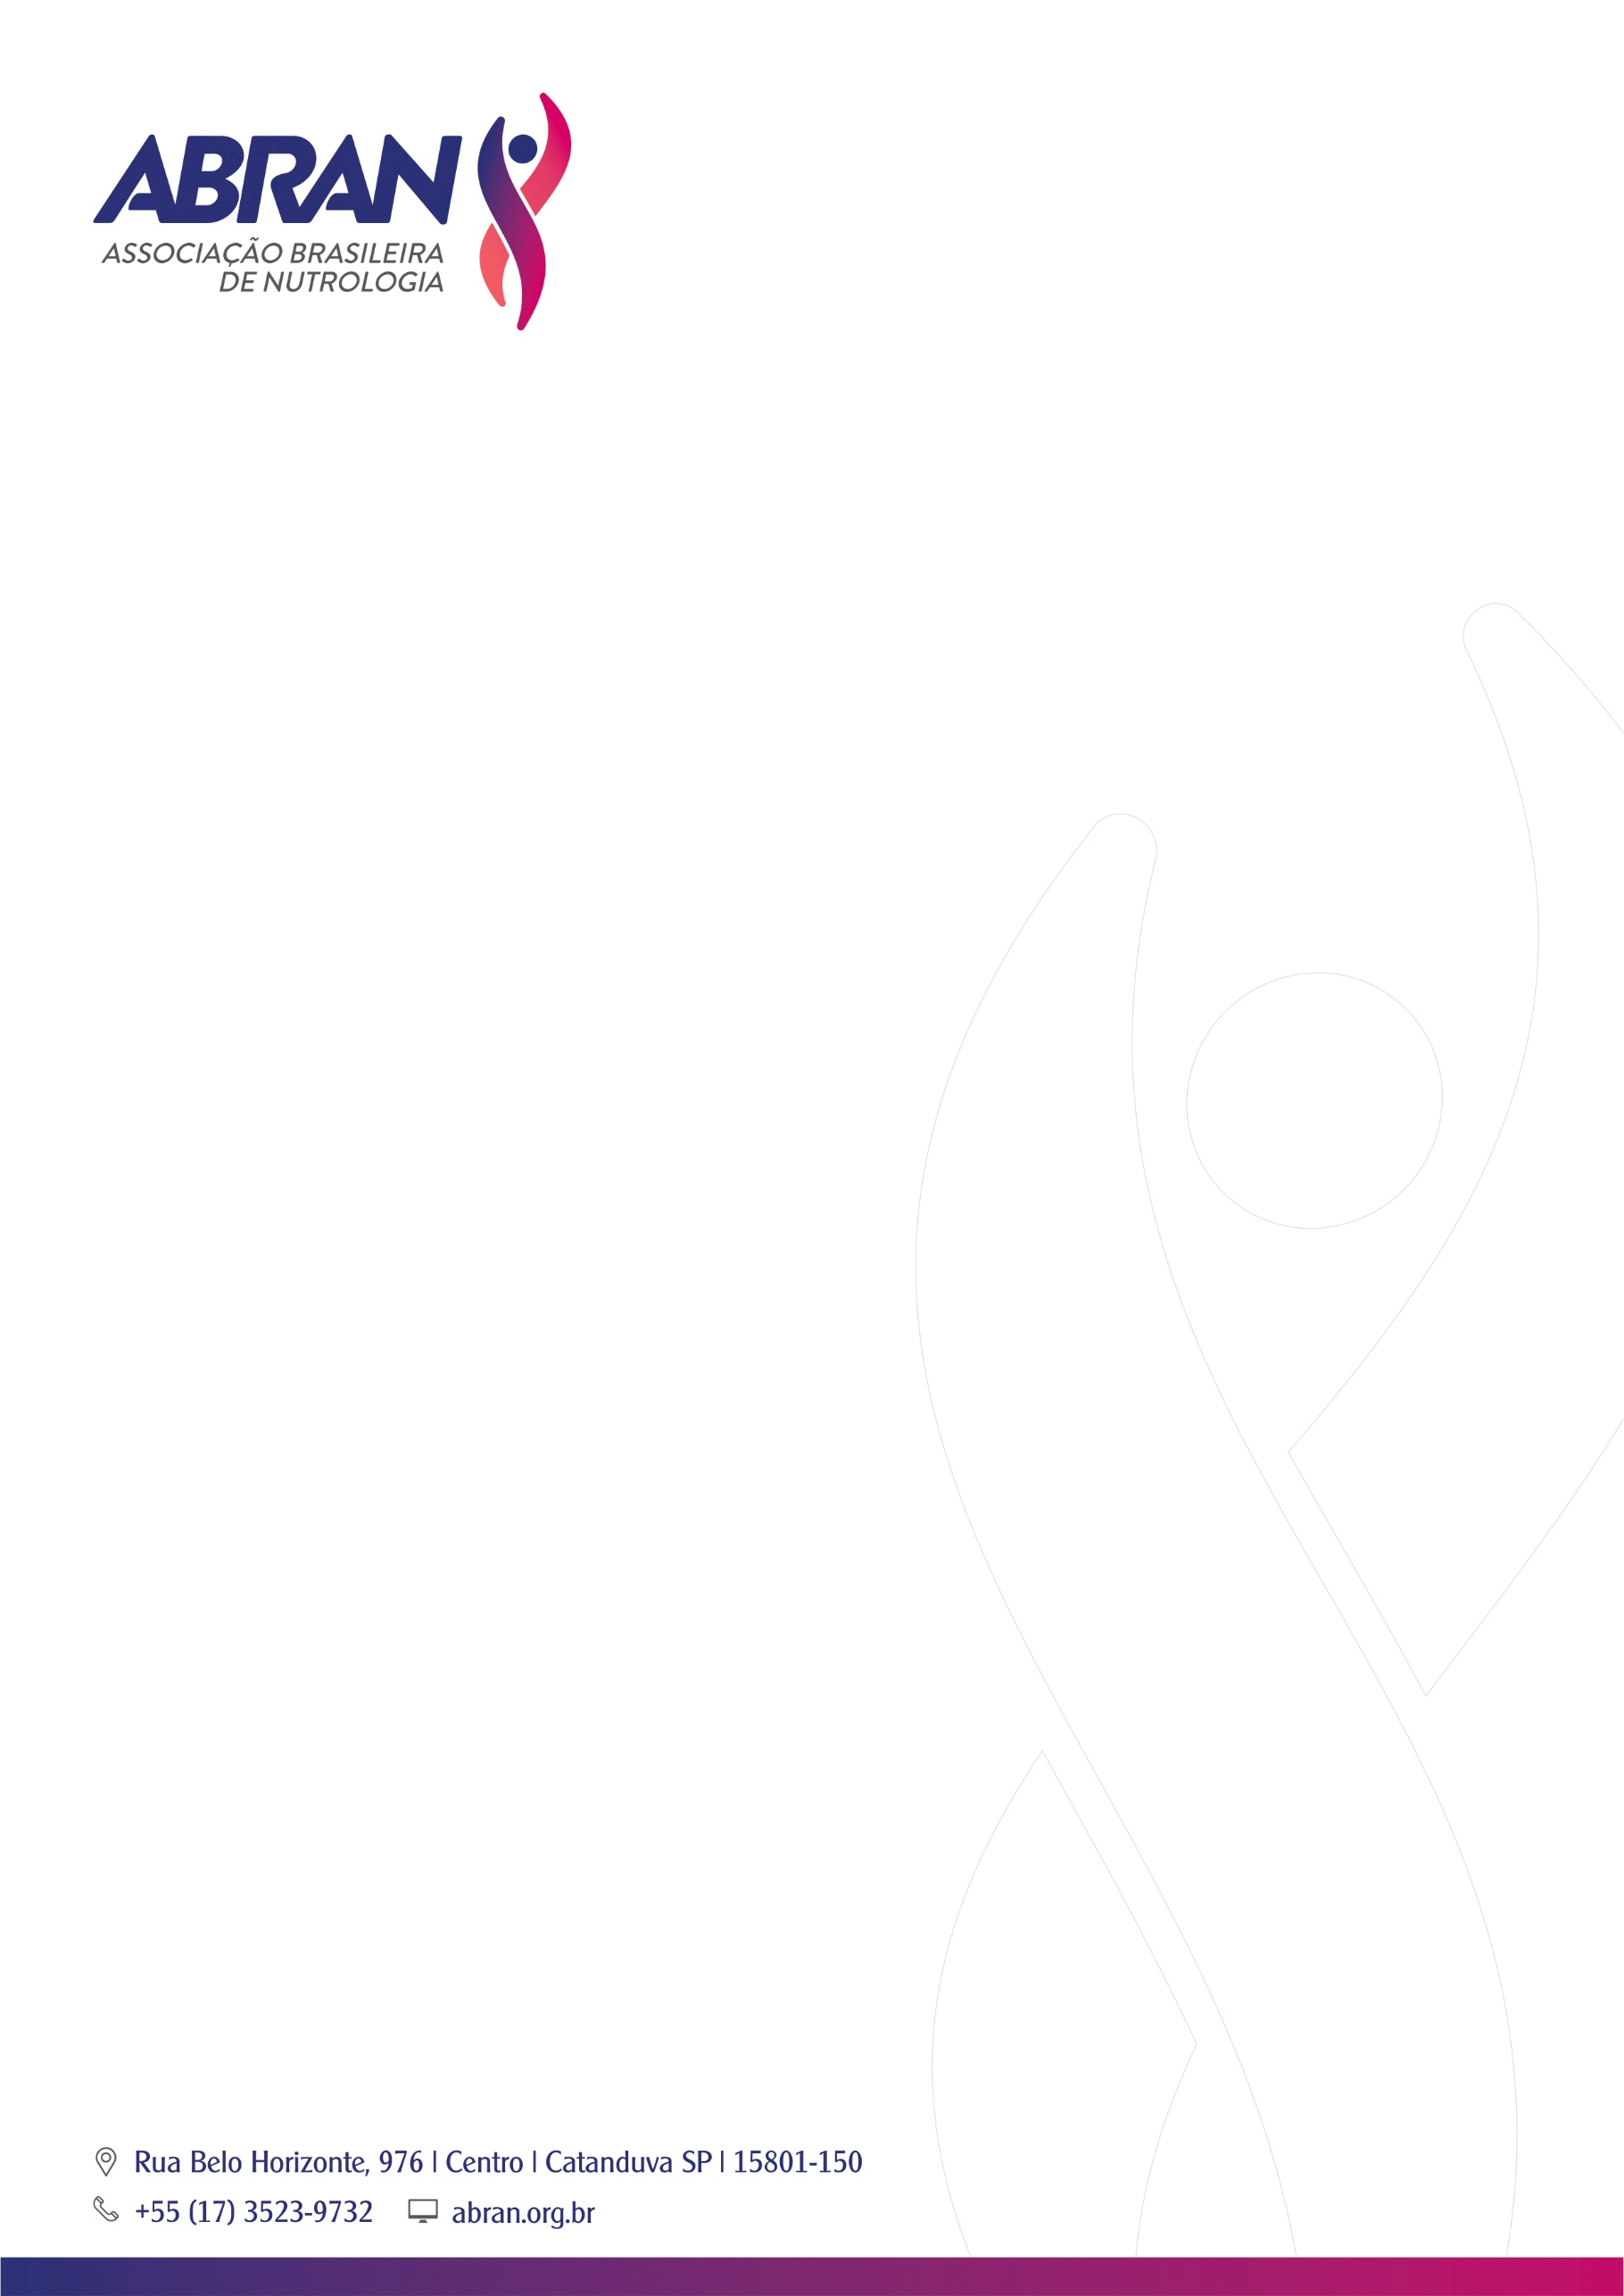 ABRAN
ASSOCIAÇÃO BRASILEIRA
DE NUTROLOGIA
Rua Belo Horizonte, 976 | Centro | Catanduva SP | 15801-150
+55 (17) 3523-9732 abran.org.br